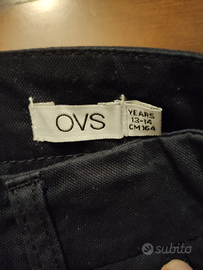 OVS
YEARS
13-14
CM 164
subito